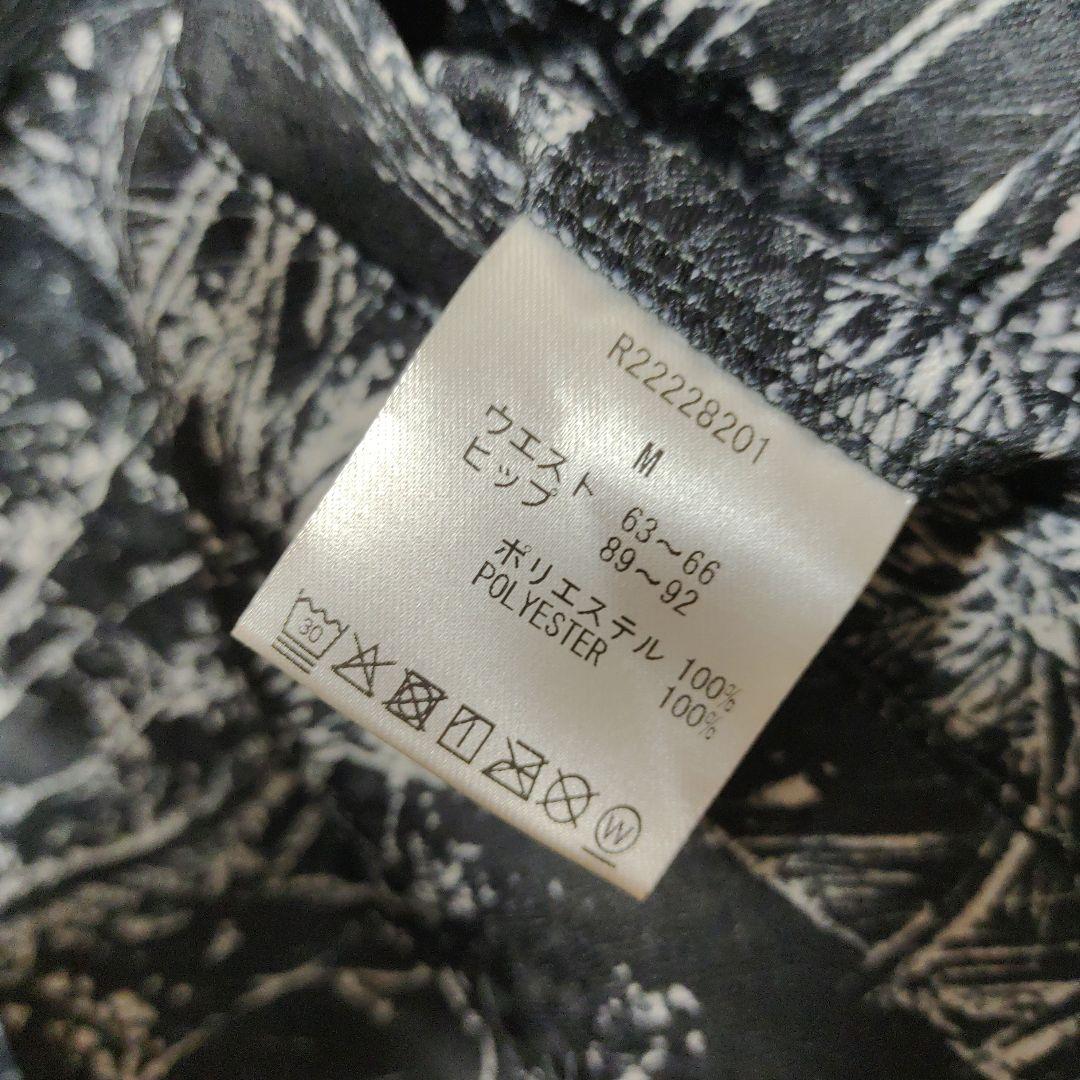 R22228201
M
ウエスト 63～66
ヒップ 89～92
ポリエステル 100%
POLYESTER 100%
30
W